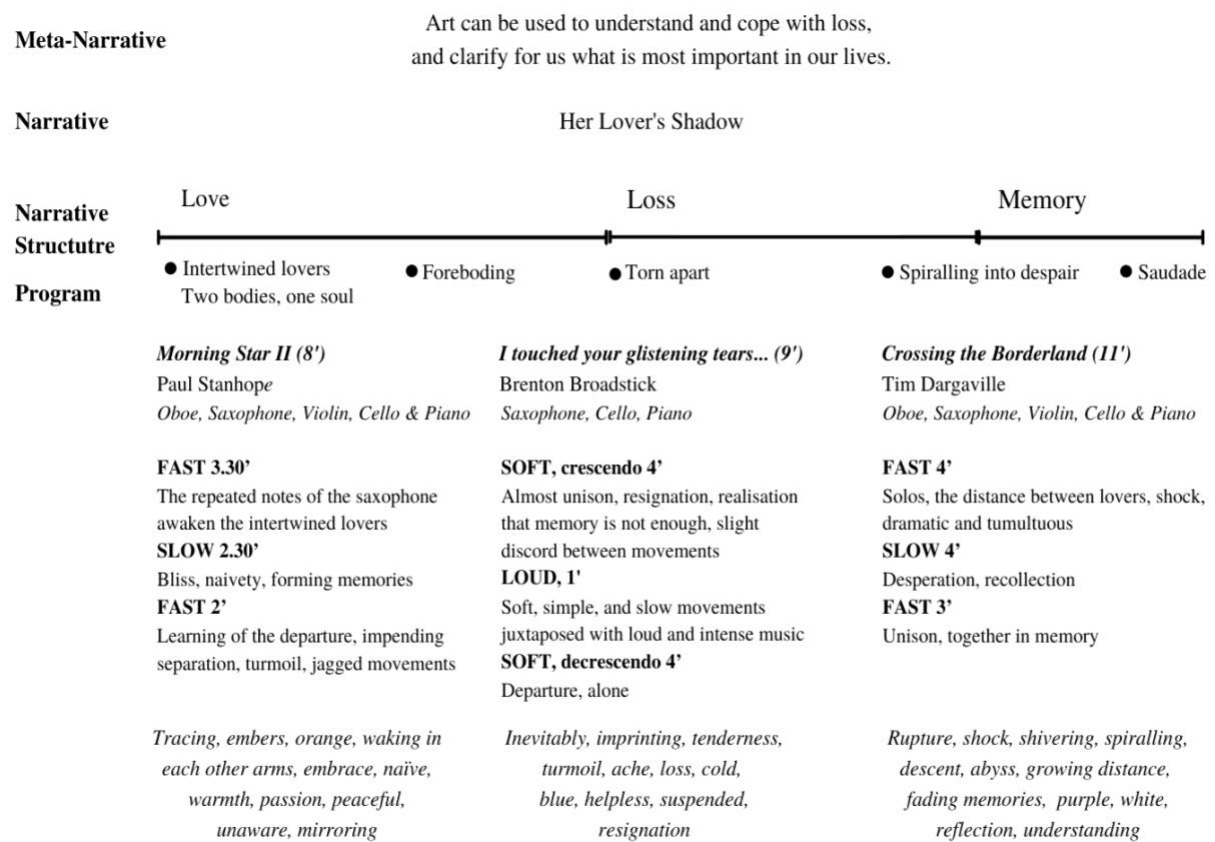 Meta-Narrative
Art can be used to understand and cope with loss,
and clarify for us what is most important in our lives.
Narrative
Her Lover's Shadow
Narrative
Structutre
Love
Loss
Memory
Program
● Intertwined lovers
Two bodies, one soul
● Foreboding
● Torn apart
● Spiralling into despair
● Saudade
Morning Star II (8')
Paul Stanhope
Oboe, Saxophone, Violin, Cello & Piano
FAST 3.30’
The repeated notes of the saxophone
awaken the intertwined lovers
SLOW 2.30’
Bliss, naivety, forming memories
FAST 2’
Learning of the departure, impending
separation, turmoil, jagged movements
Tracing, embers, orange, waking in
each other arms, embrace, naïve,
warmth, passion, peaceful,
unaware, mirroring
I touched your glistening tears... (9')
Brenton Broadstick
Saxophone, Cello, Piano
SOFT, crescendo 4’
Almost unison, resignation, realisation
that memory is not enough, slight
discord between movements
LOUD, 1'
Soft, simple, and slow movements
juxtaposed with loud and intense music
SOFT, decrescendo 4’
Departure, alone
Inevitably, imprinting, tenderness,
turmoil, ache, loss, cold,
blue, helpless, suspended,
resignation
Crossing the Borderland (11')
Tim Dargaville
Oboe, Saxophone, Violin, Cello & Piano
FAST 4’
Solos, the distance between lovers, shock,
dramatic and tumultuous
SLOW 4’
Desperation, recollection
FAST 3’
Unison, together in memory
Rupture, shock, shivering, spiralling,
descent, abyss, growing distance,
fading memories, purple, white,
reflection, understanding